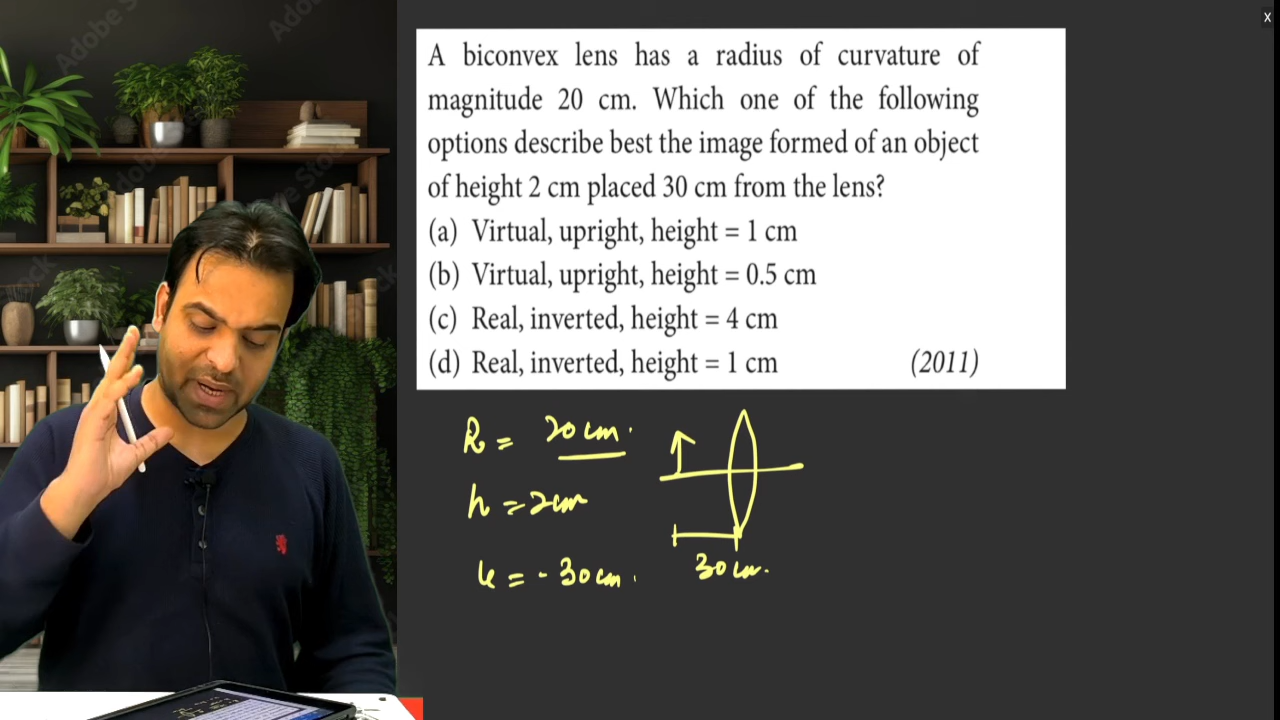 A biconvex lens has a radius of curvature of
magnitude 20 cm. Which one of the following
options describe best the image formed of an object
of height 2 cm placed 30 cm from the lens?
(a) Virtual, upright, height = 1 cm
(b) Virtual, upright, height = 0.5 cm
(c) Real, inverted, height = 4 cm
(d) Real, inverted, height = 1 cm (2011)
R = 20 cm.
h = 2cm
u = - 30 cm.
30 cm.
X
Adobe Stock
Adobe